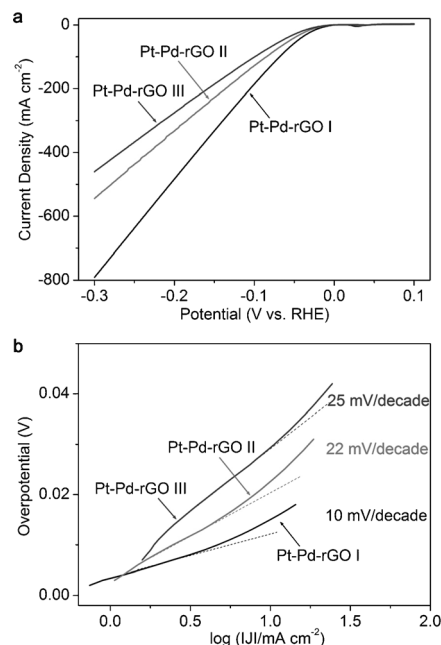 a
0
-200
-400
-600
-800
Current Density (mA cm⁻²)
Pt-Pd-rGO II
Pt-Pd-rGO III
Pt-Pd-rGO I
-0.3 -0.2 -0.1 0.0 0.1
Potential (V vs. RHE)
b
0.04
0.02
0.00
Overpotential (V)
25 mV/decade
Pt-Pd-rGO II
22 mV/decade
Pt-Pd-rGO III
10 mV/decade
Pt-Pd-rGO I
0.0 0.5 1.0 1.5 2.0
log (IJI/mA cm⁻²)